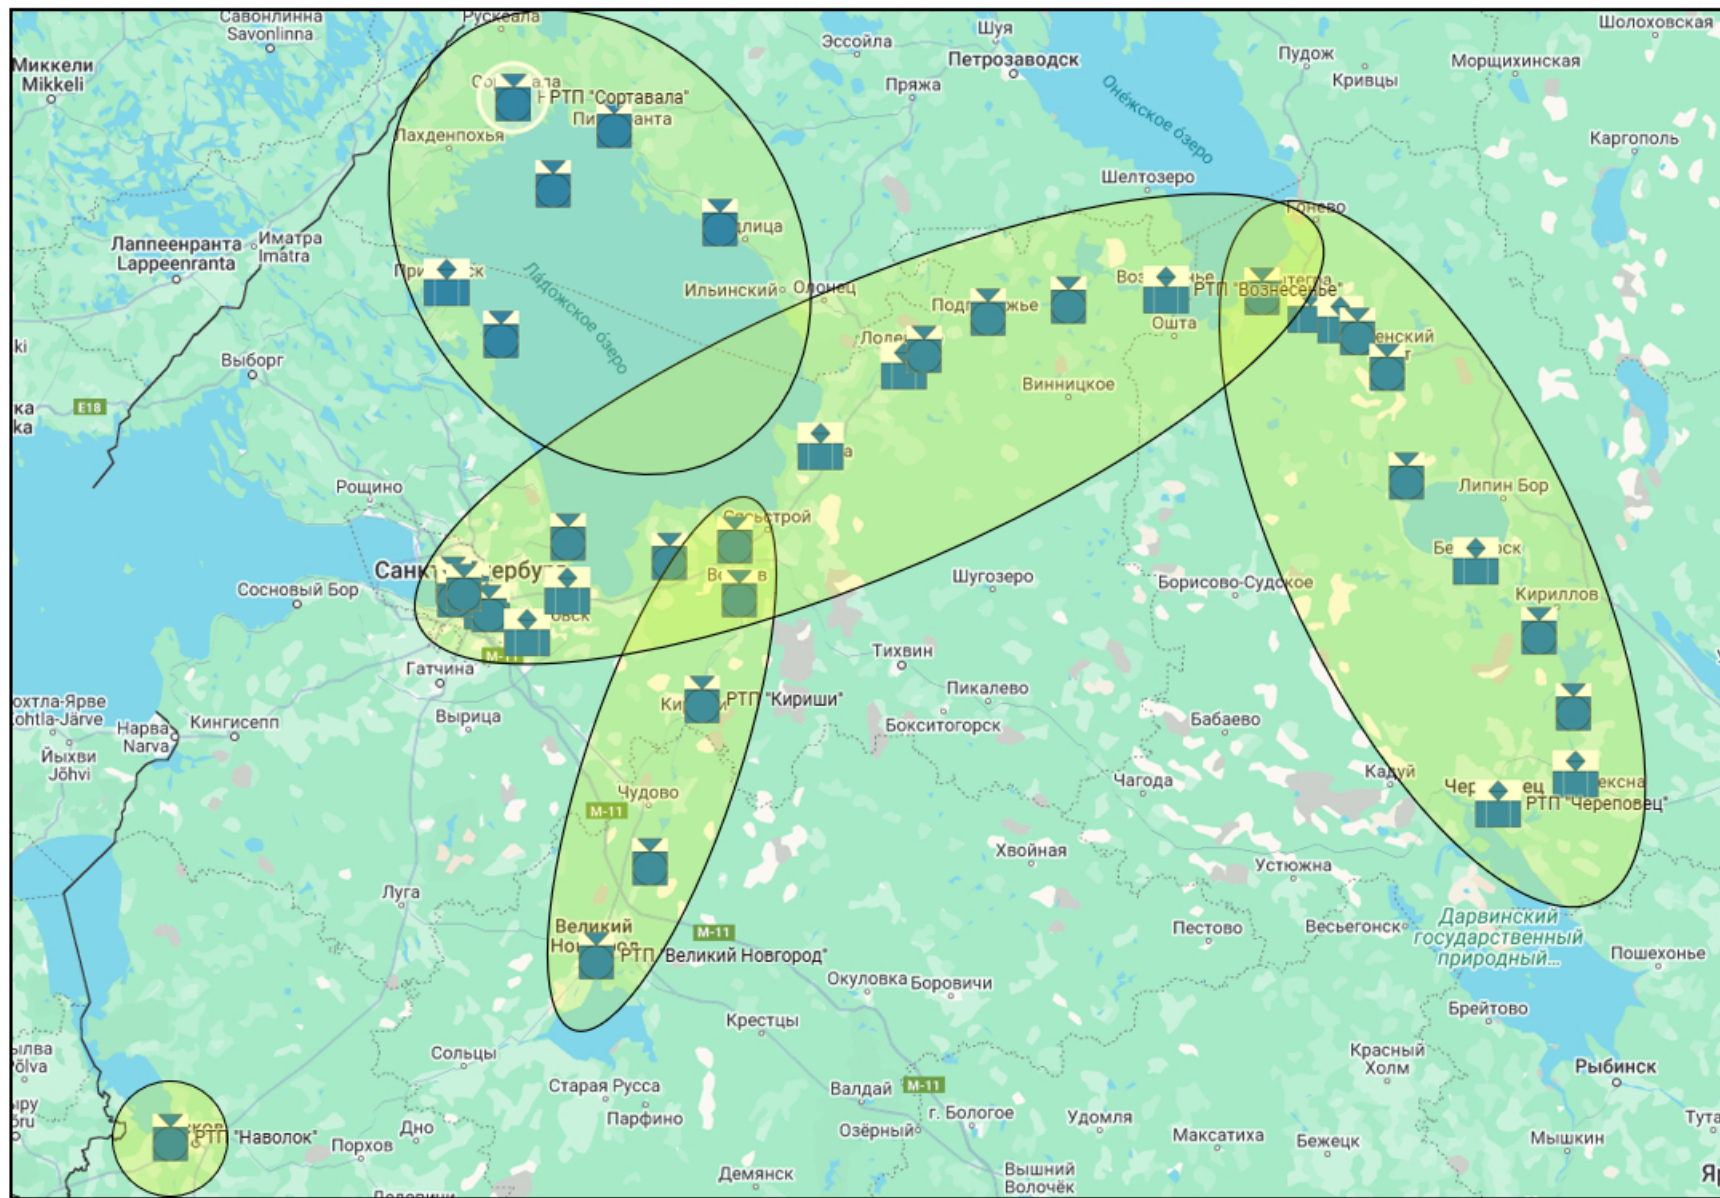 Савонлинна
Savonlinna
Рускеала
Шуя
Эссойла
Петрозаводск
Пудож
Шолоховская
Миккели
Mikkeli
Кривцы
Морщихинская
Пряжа
РТП "Сортавала"
Онежское о́зеро
Лахденпохья
Каргополь
Шелтозеро
Лаппеенранта
Lappeenranta
Иматра
Imatra
Ладожское о́зеро
Ильинский
Олонец
РТП "Вознесенье"
Ошта
Выборг
E18
Винницкое
Рощино
Липин Бор
Сясьстрой
Сосновый Бор
Шугозеро
Борисово-Судское
Кириллов
M-11
Гатчина
Тихвин
Пикалево
Бокситогорск
РТП "Кириши"
Вырица
Кингисепп
Нарва
Narva
Йыхви
Jõhvi
Бабаево
Чагода
Кадуй
РТП "Череповец"
Чудово
M-11
Хвойная
Устюжна
Луга
Великий
M-11
РТП "Великий Новгород"
Пестово
Весьегонск
Дарвинский
государственный
природный...
Пошехонье
Окуловка
Боровичи
Брейтово
Крестцы
Сольцы
Красный
Холм
Рыбинск
Старая Русса
Парфино
Валдай
M-11
г. Бологое
Озёрный
Удомля
Максатиха
Бежецк
Мышкин
РТП "Наволок"
Порхов
Дно
Демянск
Вышний
Волочёк